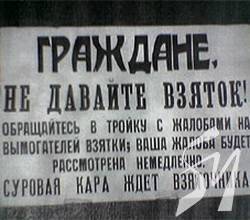 ГРАЖДАНЕ,
НЕ ДАВАЙТЕ ВЗЯТОК!
ОБРАЩАЙТЕСЬ В ТРОЙКУ С ЖАЛОБАМИ НА
ВЫМОГАТЕЛЕЙ ВЗЯТКИ; ВАША ЖАЛОБА БУДЕТ
РАССМОТРЕНА НЕМЕДЛЕННО.
СУРОВАЯ КАРА ЖДЕТ ВЗЯТОЧНИКА